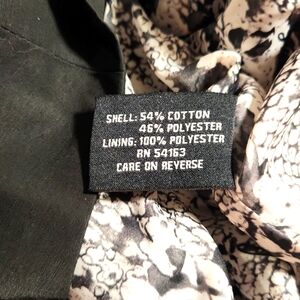 SHELL: 54% COTTON
46% POLYESTER
LINING: 100% POLYESTER
RN 54163
CARE ON REVERSE